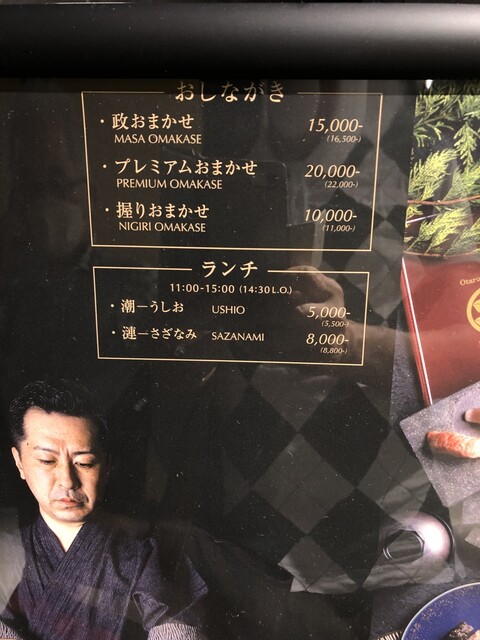 おしながき
・政おまかせ 15,000-
MASA OMAKASE (16,500-)
・プレミアムおまかせ 20,000-
PREMIUM OMAKASE (22,000-)
・握りおまかせ 10,000-
NIGIRI OMAKASE (11,000-)
ランチ
11:00-15:00 (14:30 L.O.)
・潮ーうしお USHIO 5,000-
(5,500-)
・漣ーさざなみ SAZANAMI 8,000-
(8,800-)
Otaru